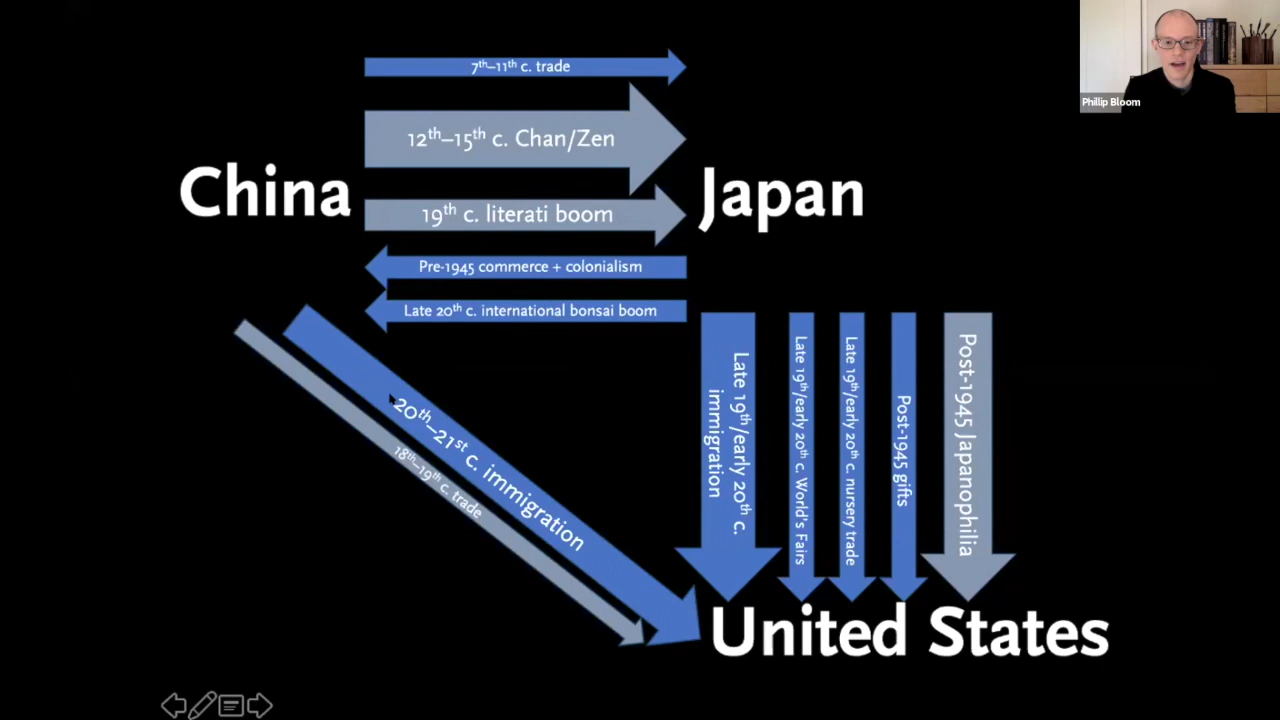 7th–11th c. trade
Phillip Bloom
12th–15th c. Chan/Zen
China
Japan
19th c. literati boom
Pre-1945 commerce + colonialism
Late 20th c. international bonsai boom
20th–21st c. immigration
18th–19th c. trade
Late 19th/early 20th c.
immigration
Late 19th/early 20th c. World's Fairs
Late 19th/early 20th c. nursery trade
Post-1945 gifts
Post-1945 Japanophilia
United States